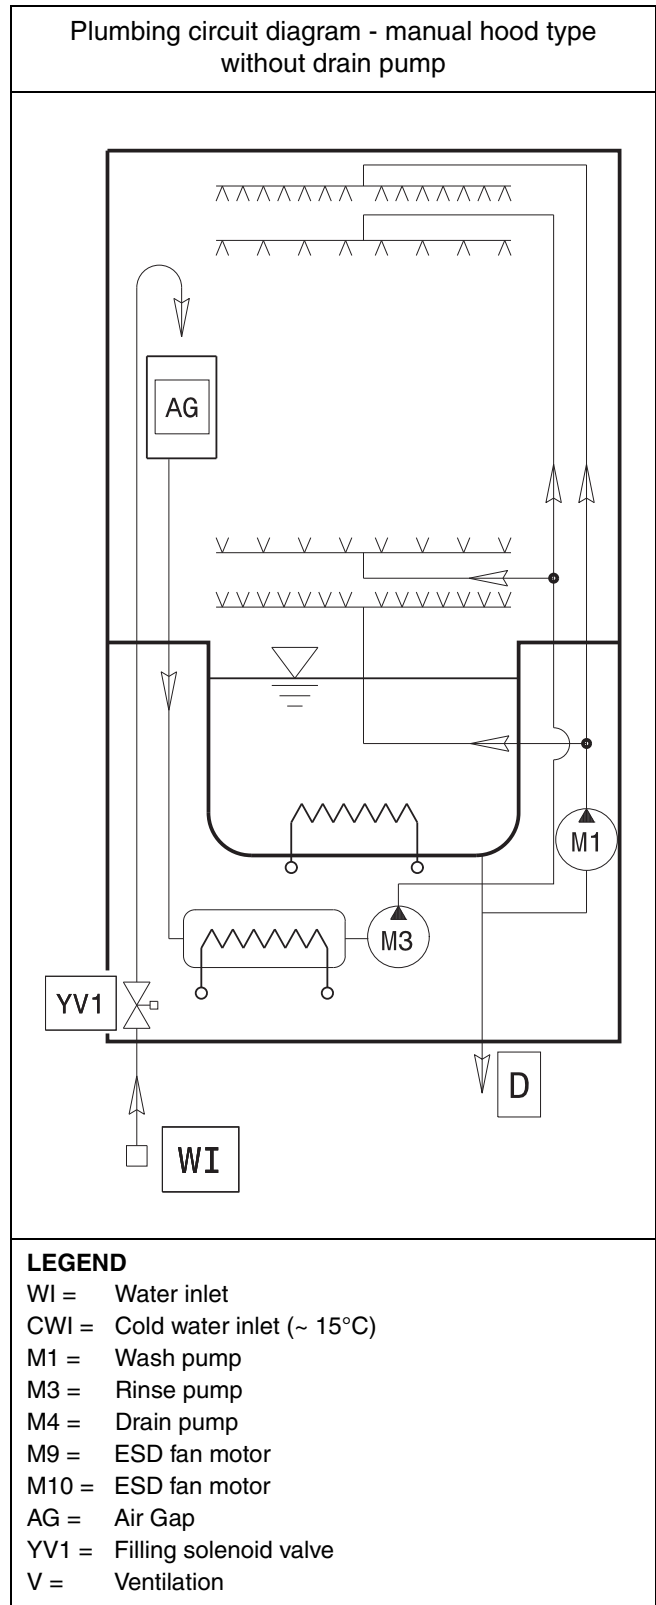 Plumbing circuit diagram - manual hood type
without drain pump
AG
M1
M3
YV1
D
WI
LEGEND
WI = Water inlet
CWI = Cold water inlet (~ 15°C)
M1 = Wash pump
M3 = Rinse pump
M4 = Drain pump
M9 = ESD fan motor
M10 = ESD fan motor
AG = Air Gap
YV1 = Filling solenoid valve
V = Ventilation